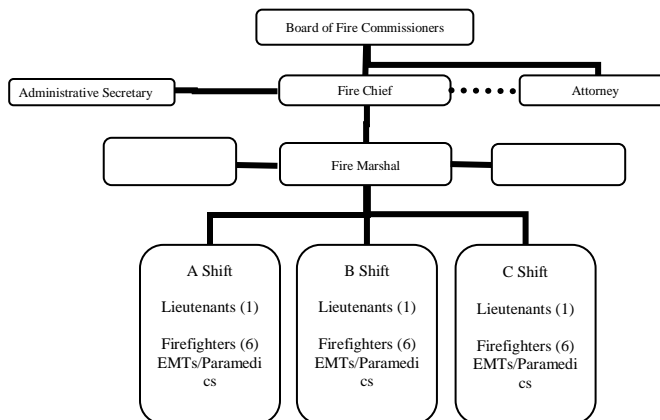 Board of Fire Commissioners
Administrative Secretary
Fire Chief
Attorney
Fire Marshal
A Shift
Lieutenants (1)
Firefighters (6)
EMTs/Paramedi
cs
B Shift
Lieutenants (1)
Firefighters (6)
EMTs/Paramedi
cs
C Shift
Lieutenants (1)
Firefighters (6)
EMTs/Paramedi
cs